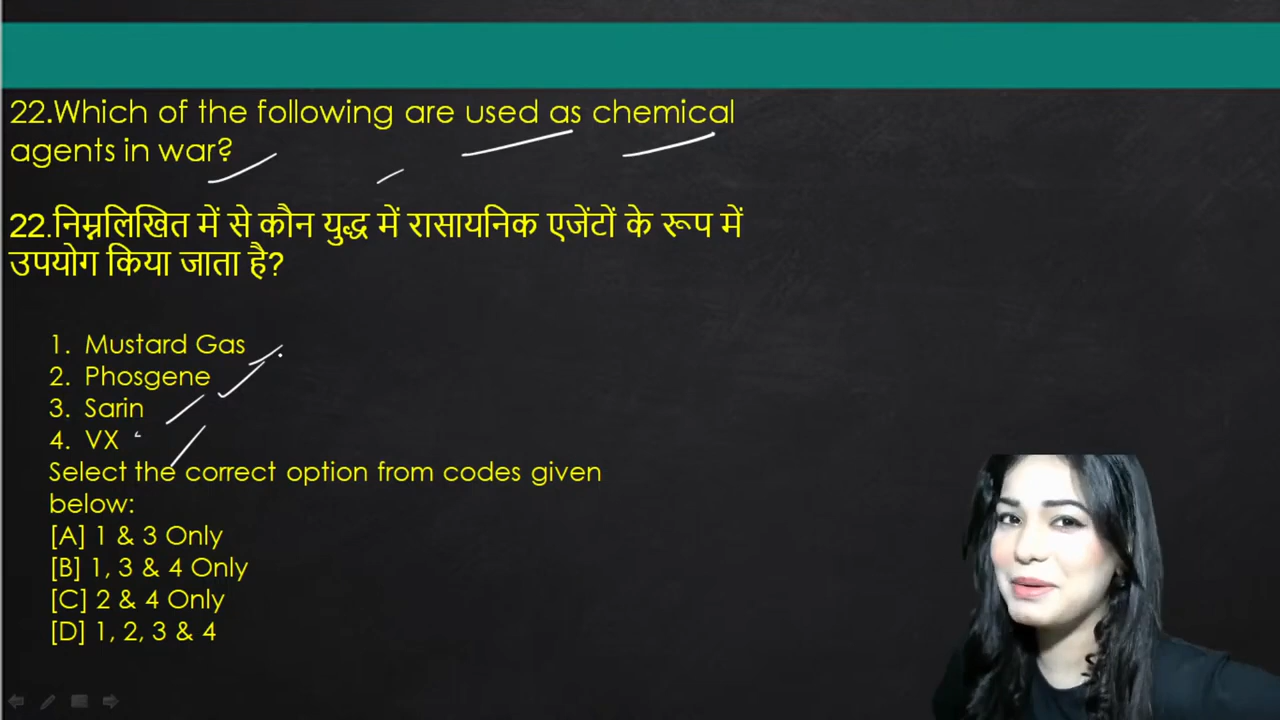 22.Which of the following are used as chemical
agents in war?
22.निम्नलिखित में से कौन युद्ध में रासायनिक एजेंटों के रूप में
उपयोग किया जाता है?
1. Mustard Gas
2. Phosgene
3. Sarin
4. VX
Select the correct option from codes given
below:
[A] 1 & 3 Only
[B] 1, 3 & 4 Only
[C] 2 & 4 Only
[D] 1, 2, 3 & 4